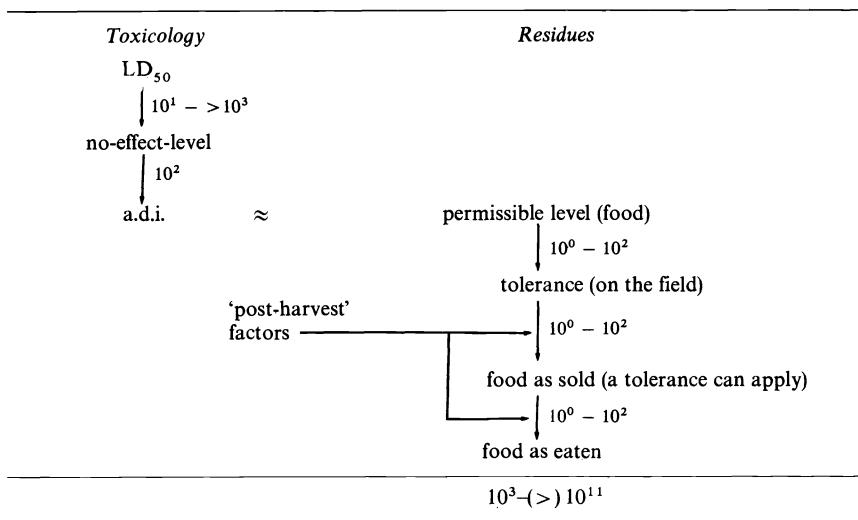 Toxicology Residues
LD₅₀
10¹ – >10³
no-effect-level
10²
a.d.i. ≈ permissible level (food)
10⁰ – 10²
tolerance (on the field)
'post-harvest'
factors
10⁰ – 10²
food as sold (a tolerance can apply)
10⁰ – 10²
food as eaten
10³–(>) 10¹¹